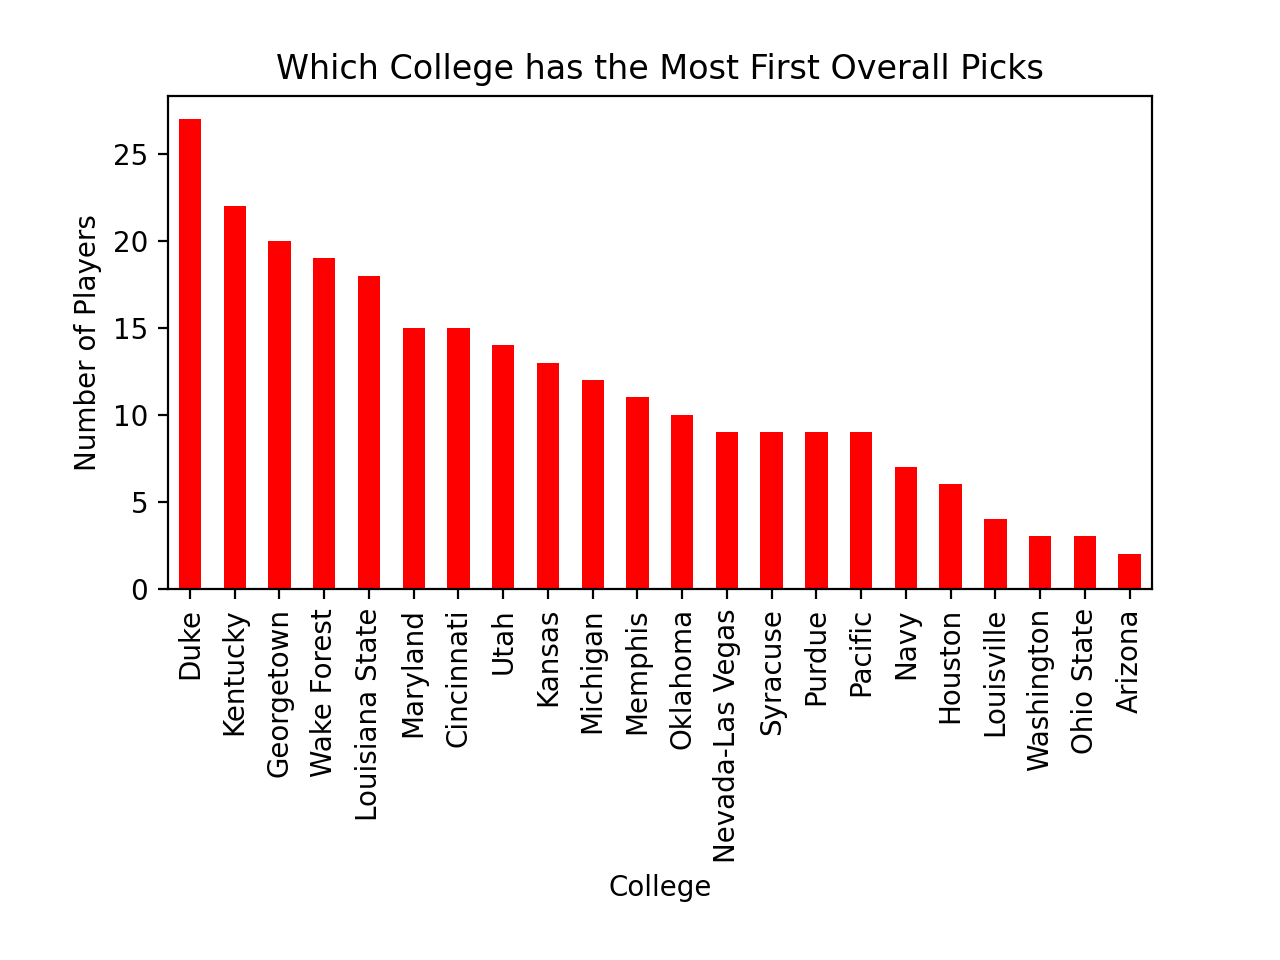 Which College has the Most First Overall Picks
Number of Players
25
20
15
10
5
0
Duke
Kentucky
Georgetown
Wake Forest
Louisiana State
Maryland
Cincinnati
Utah
Kansas
Michigan
Memphis
Oklahoma
Nevada-Las Vegas
Syracuse
Purdue
Pacific
Navy
Houston
Louisville
Washington
Ohio State
Arizona
College